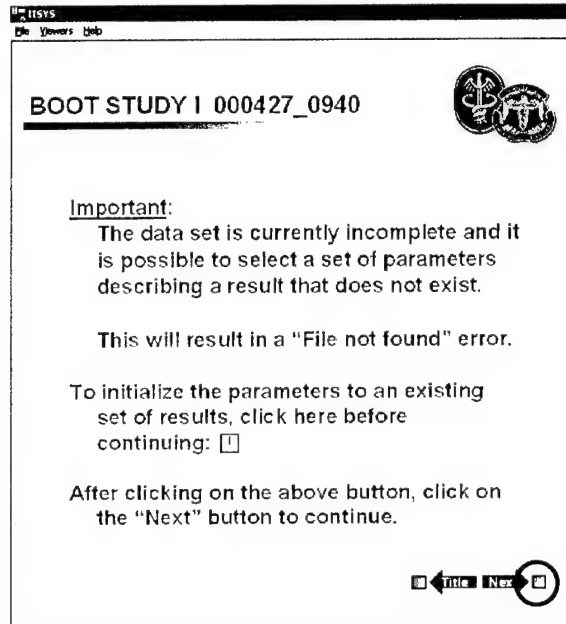 ITSYS
File Viewers Help
BOOT STUDY I 000427_0940
Important:
The data set is currently incomplete and it
is possible to select a set of parameters
describing a result that does not exist.
This will result in a “File not found” error.
To initialize the parameters to an existing
set of results, click here before
continuing:
After clicking on the above button, click on
the “Next” button to continue.
Title Next